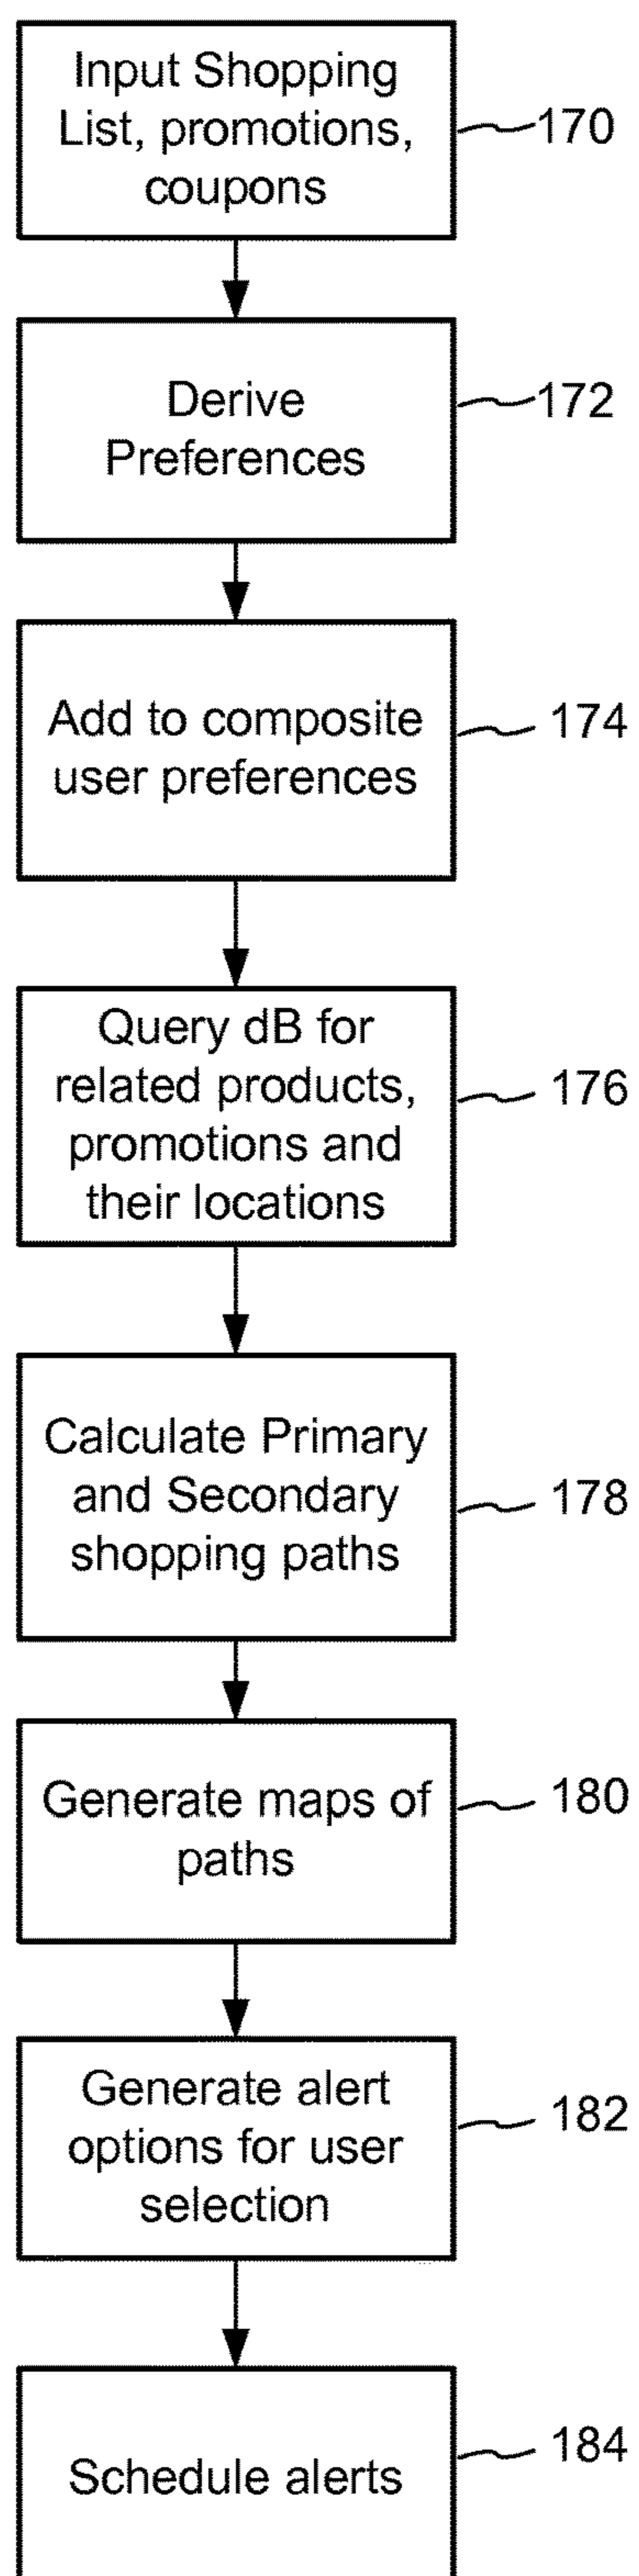 Input Shopping
List, promotions,
coupons
170
Derive
Preferences
172
Add to composite
user preferences
174
Query dB for
related products,
promotions and
their locations
176
Calculate Primary
and Secondary
shopping paths
178
Generate maps of
paths
180
Generate alert
options for user
selection
182
Schedule alerts
184